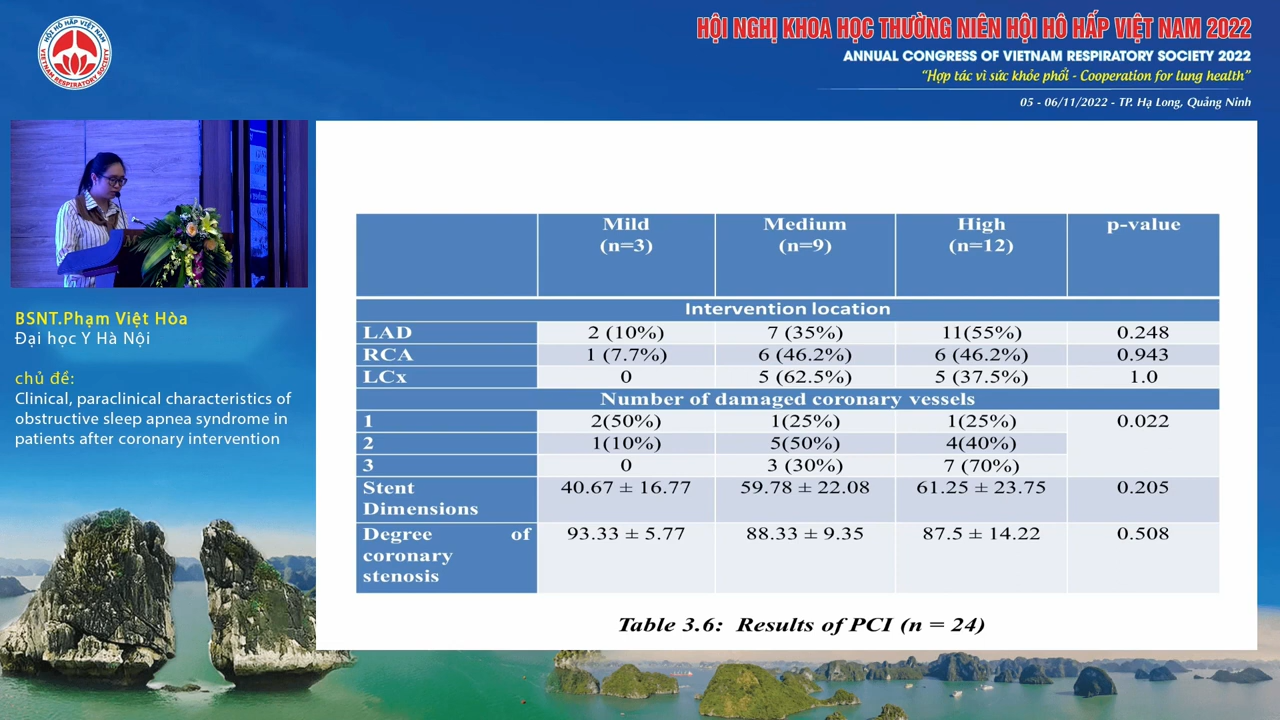 HỘI HÔ HẤP VIỆT NAM
VIETNAM RESPIRATORY SOCIETY
HỘI NGHỊ KHOA HỌC THƯỜNG NIÊN HỘI HÔ HẤP VIỆT NAM 2022
ANNUAL CONGRESS OF VIETNAM RESPIRATORY SOCIETY 2022
“Hợp tác vì sức khỏe phổi - Cooperation for lung health”
05 - 06/11/2022 - TP. Hạ Long, Quảng Ninh
BSNT.Phạm Việt Hòa
Đại học Y Hà Nội
chủ đề:
Clinical, paraclinical characteristics of
obstructive sleep apnea syndrome in
patients after coronary intervention
Mild (n=3) Medium (n=9) High (n=12) p-value
Intervention location
LAD 2 (10%) 7 (35%) 11(55%) 0.248
RCA 1 (7.7%) 6 (46.2%) 6 (46.2%) 0.943
LCx 0 5 (62.5%) 5 (37.5%) 1.0
Number of damaged coronary vessels
1 2(50%) 1(25%) 1(25%) 0.022
2 1(10%) 5(50%) 4(40%)
3 0 3 (30%) 7 (70%)
Stent Dimensions 40.67 ± 16.77 59.78 ± 22.08 61.25 ± 23.75 0.205
Degree of coronary stenosis 93.33 ± 5.77 88.33 ± 9.35 87.5 ± 14.22 0.508
Table 3.6: Results of PCI (n = 24)